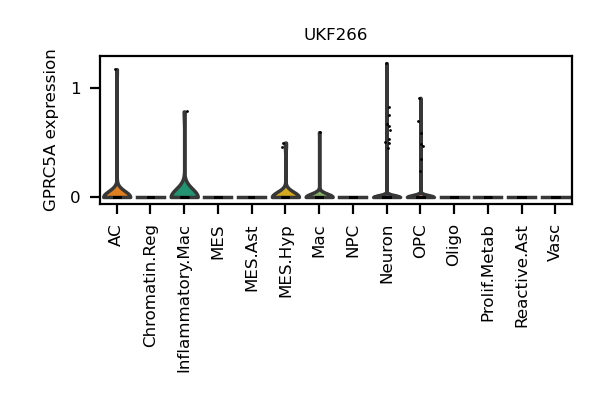 UKF266
GPRC5A expression
1
0
AC
Chromatin.Reg
Inflammatory.Mac
MES
MES.Ast
MES.Hyp
Mac
NPC
Neuron
OPC
Oligo
Prolif.Metab
Reactive.Ast
Vasc